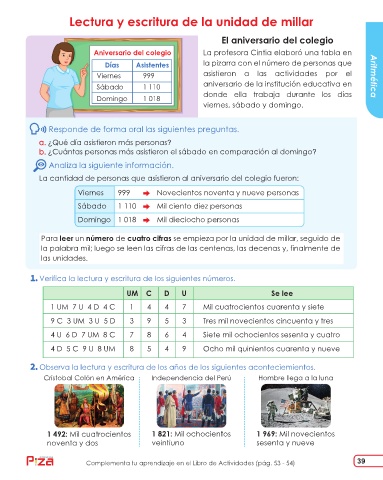 Lectura y escritura de la unidad de millar
El aniversario del colegio
Aniversario del colegio
Días Asistentes
Viernes 999
Sábado 1 110
Domingo 1 018
La profesora Cintia elaboró una tabla en
la pizarra con el número de personas que
asistieron a las actividades por el
aniversario de la institución educativa en
donde ella trabaja durante los días
viernes, sábado y domingo.
Aritmética
Responde de forma oral las siguientes preguntas.
a. ¿Qué día asistieron más personas?
b. ¿Cuántas personas más asistieron el sábado en comparación al domingo?
Analiza la siguiente información.
La cantidad de personas que asistieron al aniversario del colegio fueron:
Viernes 999 Novecientos noventa y nueve personas
Sábado 1 110 Mil ciento diez personas
Domingo 1 018 Mil dieciocho personas
Para leer un número de cuatro cifras se empieza por la unidad de millar, seguido de
la palabra mil; luego se leen las cifras de las centenas, las decenas y, finalmente de
las unidades.
1. Verifica la lectura y escritura de los siguientes números.
UM C D U Se lee
1 UM 7 U 4 D 4 C 1 4 4 7 Mil cuatrocientos cuarenta y siete
9 C 3 UM 3 U 5 D 3 9 5 3 Tres mil novecientos cincuenta y tres
4 U 6 D 7 UM 8 C 7 8 6 4 Siete mil ochocientos sesenta y cuatro
4 D 5 C 9 U 8 UM 8 5 4 9 Ocho mil quinientos cuarenta y nueve
2. Observa la lectura y escritura de los años de los siguientes acontecimientos.
Cristobal Colón en América Independencia del Perú Hombre llega a la luna
1 492: Mil cuatrocientos 1 821: Mil ochocientos 1 969: Mil novecientos
noventa y dos veintiuno sesenta y nueve
Complementa tu aprendizaje en el Libro de Actividades (pág. 53 - 54)
39